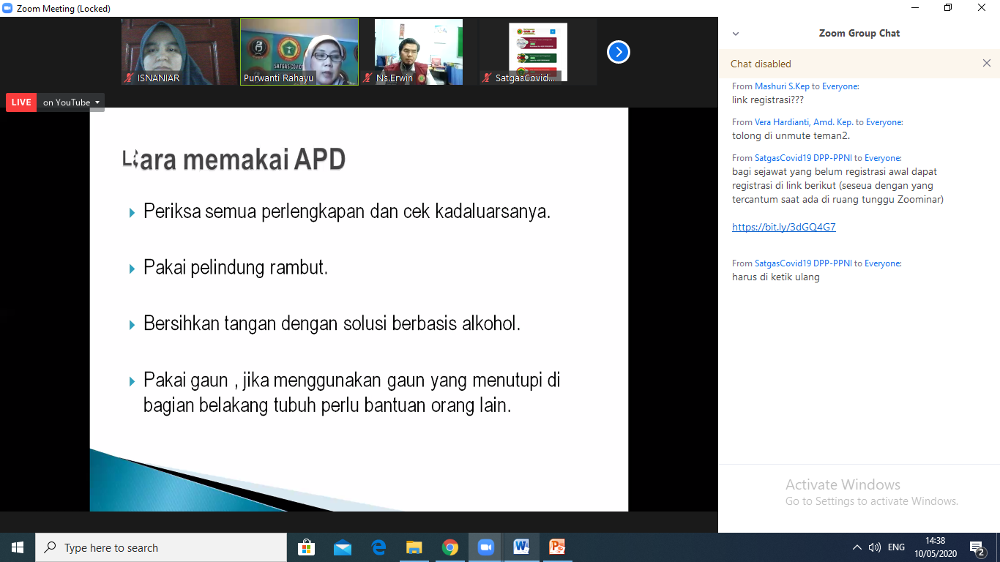 Zoom Meeting (Locked)
ISNANIAR
Purwanti Rahayu
Ns.Erwin
SatgasCovid...
SATGAS COVID
LIVE on YouTube
ara memakai APD
Periksa semua perlengkapan dan cek kadaluarsanya.
Pakai pelindung rambut.
Bersihkan tangan dengan solusi berbasis alkohol.
Pakai gaun , jika menggunakan gaun yang menutupi di
bagian belakang tubuh perlu bantuan orang lain.
Zoom Group Chat
Chat disabled
From Mashuri S.Kep to Everyone:
link registrasi???
From Vera Hardianti, Amd. Kep. to Everyone:
tolong di unmute teman2.
From SatgasCovid19 DPP-PPNI to Everyone:
bagi sejawat yang belum registrasi awal dapat
registrasi di link berikut (seseua dengan yang
tercantum saat ada di ruang tunggu Zoominar)
https://bit.ly/3dGQ4G7
From SatgasCovid19 DPP-PPNI to Everyone:
harus di ketik ulang
Activate Windows
Go to Settings to activate Windows.
Type here to search
ENG
14:38
10/05/2020
2